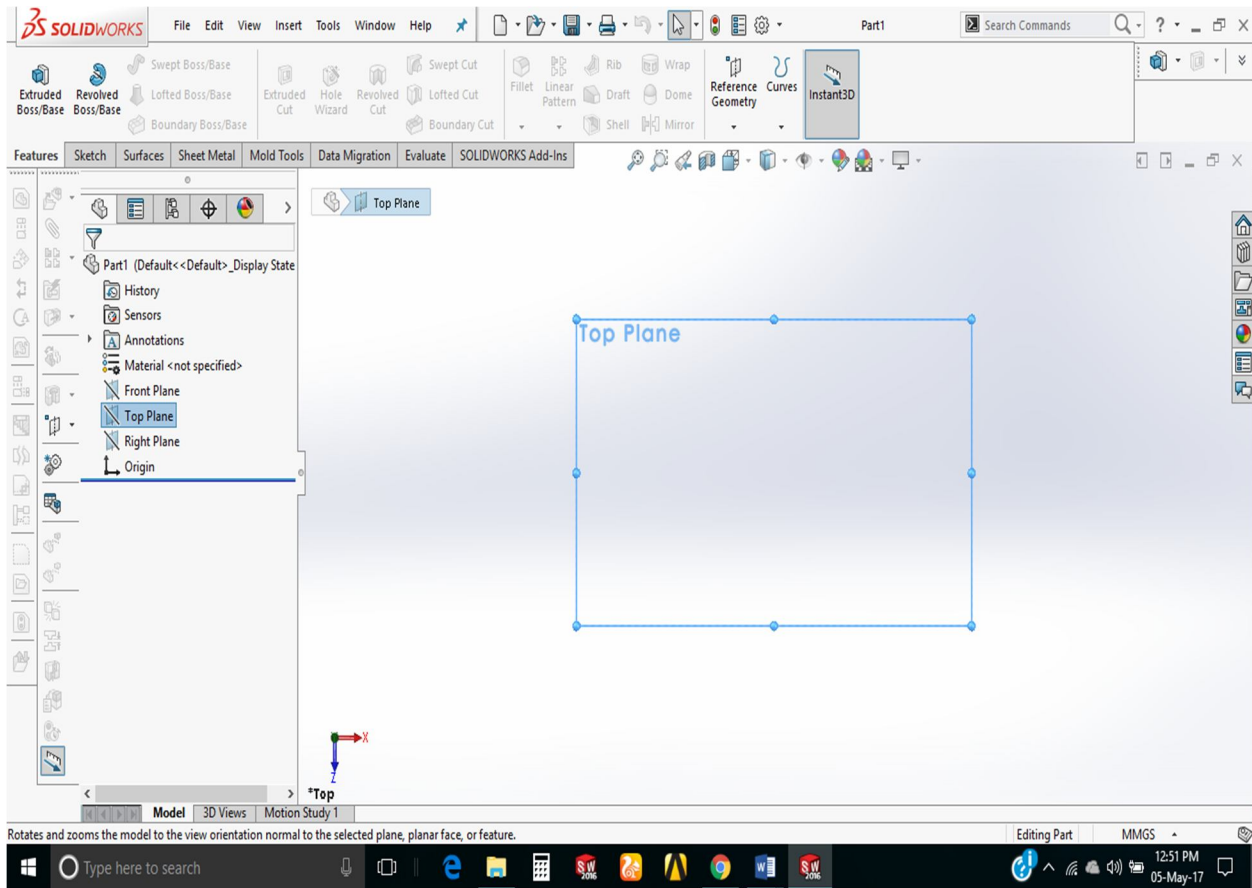 SOLIDWORKS File Edit View Insert Tools Window Help Part1 Search Commands
Extruded Boss/Base
Revolved Boss/Base
Swept Boss/Base
Lofted Boss/Base
Boundary Boss/Base
Extruded Cut
Hole Wizard
Revolved Cut
Swept Cut
Lofted Cut
Boundary Cut
Fillet
Linear Pattern
Rib
Draft
Shell
Wrap
Dome
Mirror
Reference Geometry
Curves
Instant3D
Features Sketch Surfaces Sheet Metal Mold Tools Data Migration Evaluate SOLIDWORKS Add-Ins
Top Plane
Part1 (Default<<Default>_Display State
History
Sensors
Annotations
Material <not specified>
Front Plane
Top Plane
Right Plane
Origin
Top Plane
X
Z
*Top
Model 3D Views Motion Study 1
Rotates and zooms the model to the view orientation normal to the selected plane, planar face, or feature. Editing Part MMGS
Type here to search
12:51 PM
05-May-17